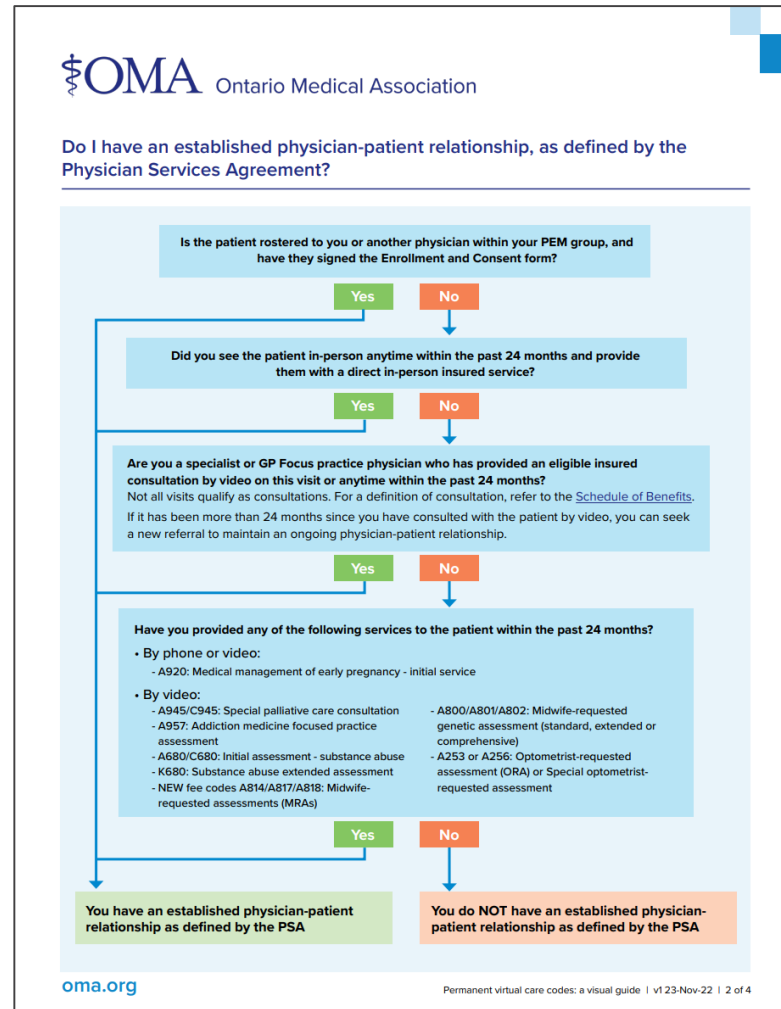 OMA Ontario Medical Association
Do I have an established physician-patient relationship, as defined by the
Physician Services Agreement?
Is the patient rostered to you or another physician within your PEM group, and
have they signed the Enrollment and Consent form?
Yes
No
Did you see the patient in-person anytime within the past 24 months and provide
them with a direct in-person insured service?
Yes
No
Are you a specialist or GP Focus practice physician who has provided an eligible insured
consultation by video on this visit or anytime within the past 24 months?
Not all visits qualify as consultations. For a definition of consultation, refer to the Schedule of Benefits.
If it has been more than 24 months since you have consulted with the patient by video, you can seek
a new referral to maintain an ongoing physician-patient relationship.
Yes
No
Have you provided any of the following services to the patient within the past 24 months?
• By phone or video:
- A920: Medical management of early pregnancy - initial service
• By video:
- A945/C945: Special palliative care consultation
- A957: Addiction medicine focused practice
assessment
- A680/C680: Initial assessment - substance abuse
- K680: Substance abuse extended assessment
- NEW fee codes A814/A817/A818: Midwife-
requested assessments (MRAs)
- A800/A801/A802: Midwife-requested
genetic assessment (standard, extended or
comprehensive)
- A253 or A256: Optometrist-requested
assessment (ORA) or Special optometrist-
requested assessment
Yes
No
You have an established physician-patient
relationship as defined by the PSA
You do NOT have an established physician-
patient relationship as defined by the PSA
oma.org
Permanent virtual care codes: a visual guide | v1 23-Nov-22 | 2 of 4